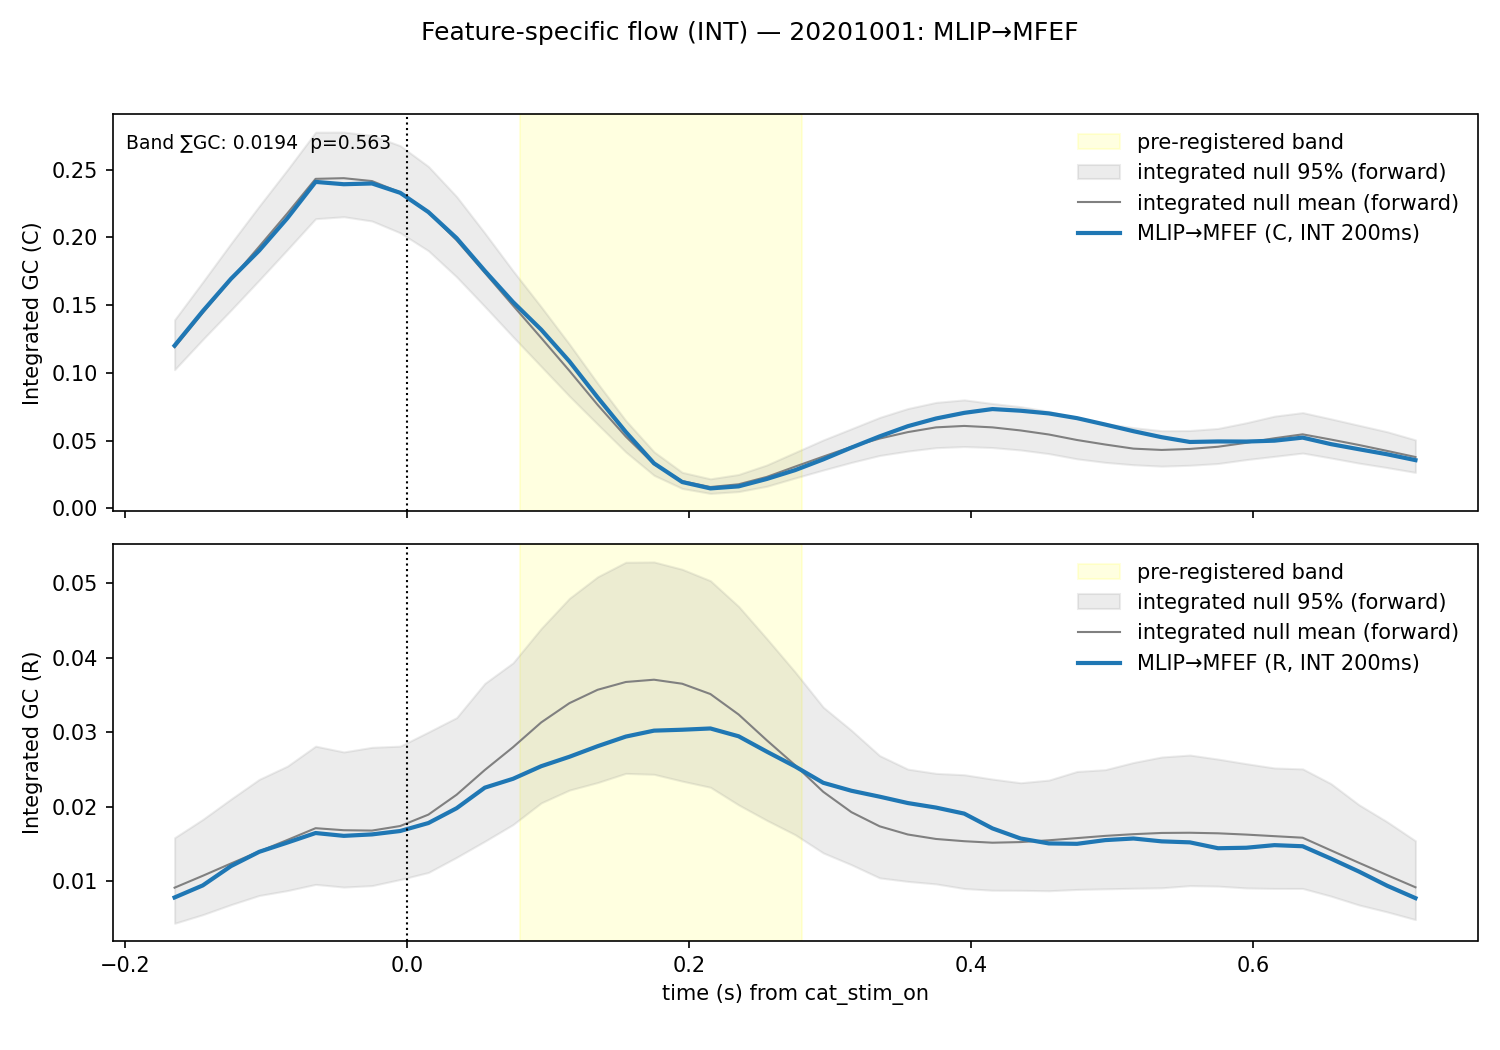 Feature-specific flow (INT) — 20201001: MLIP→MFEF
Band ∑GC: 0.0194  p=0.563
pre-registered band
integrated null 95% (forward)
integrated null mean (forward)
MLIP→MFEF (C, INT 200ms)
Integrated GC (C)
0.25
0.20
0.15
0.10
0.05
0.00
pre-registered band
integrated null 95% (forward)
integrated null mean (forward)
MLIP→MFEF (R, INT 200ms)
Integrated GC (R)
0.05
0.04
0.03
0.02
0.01
−0.2 0.0 0.2 0.4 0.6
time (s) from cat_stim_on